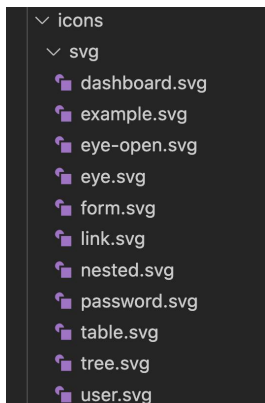 icons
svg
dashboard.svg
example.svg
eye-open.svg
eye.svg
form.svg
link.svg
nested.svg
password.svg
table.svg
tree.svg
user.svg